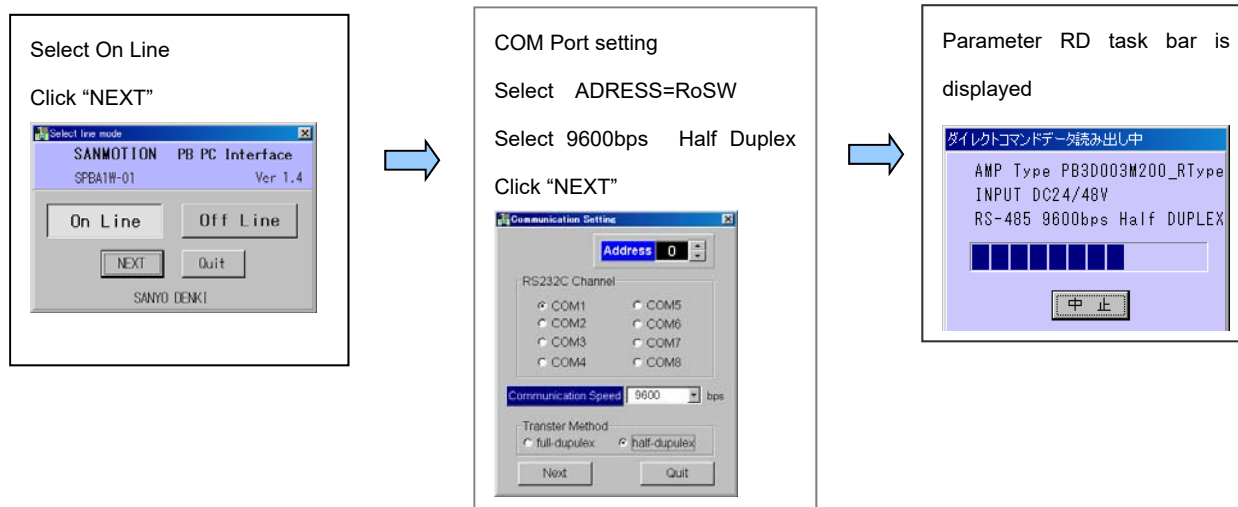 Select On Line
Click “NEXT”
Select line mode
SANMOTION PB PC Interface
SPBA1W-01 Ver 1.4
On Line Off Line
NEXT Quit
SANYO DENKI
COM Port setting
Select ADRESS=RoSW
Select 9600bps Half Duplex
Click “NEXT”
Communication Setting
Address 0
RS232C Channel
COM1 COM5
COM2 COM6
COM3 COM7
COM4 COM8
Communication Speed 9600 bps
Transter Method
full-dupulex half-dupulex
Next Quit
Parameter RD task bar is
displayed
ダイレクトコマンドデータ読み出し中
AMP Type PB3D003M200_RType
INPUT DC24/48V
RS-485 9600bps Half DUPLEX
中 止